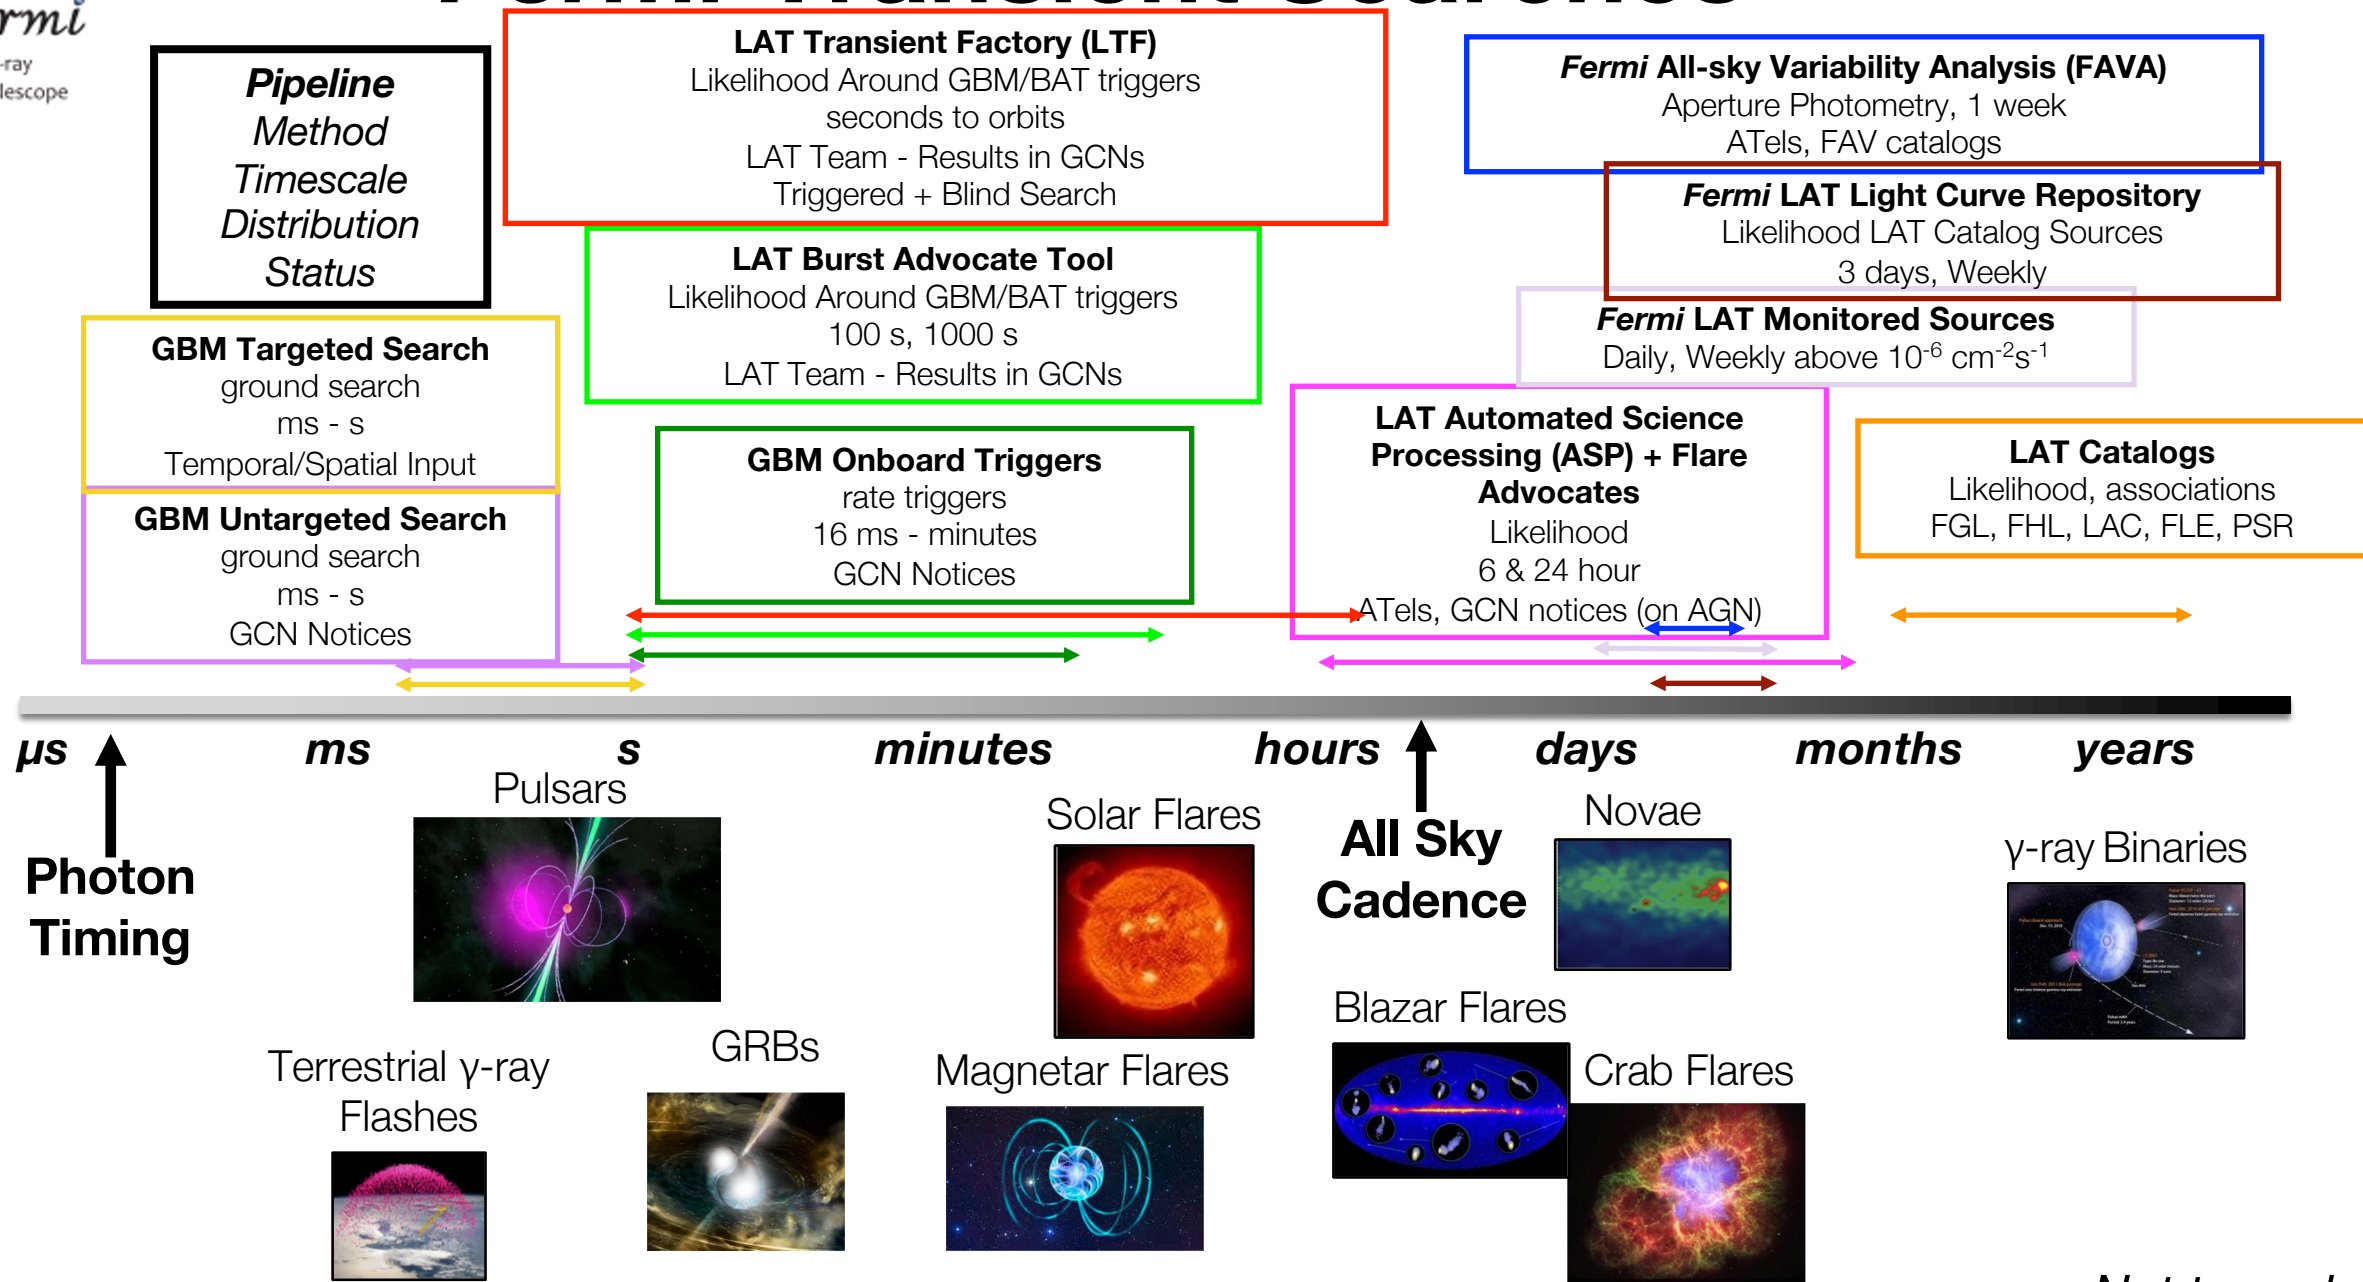 Fermi Transient Searches
rmi
-ray
lescope
Pipeline
Method
Timescale
Distribution
Status
LAT Transient Factory (LTF)
Likelihood Around GBM/BAT triggers
seconds to orbits
LAT Team - Results in GCNs
Triggered + Blind Search
Fermi All-sky Variability Analysis (FAVA)
Aperture Photometry, 1 week
ATels, FAV catalogs
Fermi LAT Light Curve Repository
Likelihood LAT Catalog Sources
3 days, Weekly
LAT Burst Advocate Tool
Likelihood Around GBM/BAT triggers
100 s, 1000 s
LAT Team - Results in GCNs
Fermi LAT Monitored Sources
Daily, Weekly above 10-6 cm-2s-1
GBM Targeted Search
ground search
ms - s
Temporal/Spatial Input
GBM Untargeted Search
ground search
ms - s
GCN Notices
GBM Onboard Triggers
rate triggers
16 ms - minutes
GCN Notices
LAT Automated Science
Processing (ASP) + Flare
Advocates
Likelihood
6 & 24 hour
ATels, GCN notices (on AGN)
LAT Catalogs
Likelihood, associations
FGL, FHL, LAC, FLE, PSR
μs ms s minutes hours days months years
Photon
Timing
Pulsars
Solar Flares
All Sky
Cadence
Novae
γ-ray Binaries
Terrestrial γ-ray
Flashes
GRBs
Magnetar Flares
Blazar Flares
Crab Flares